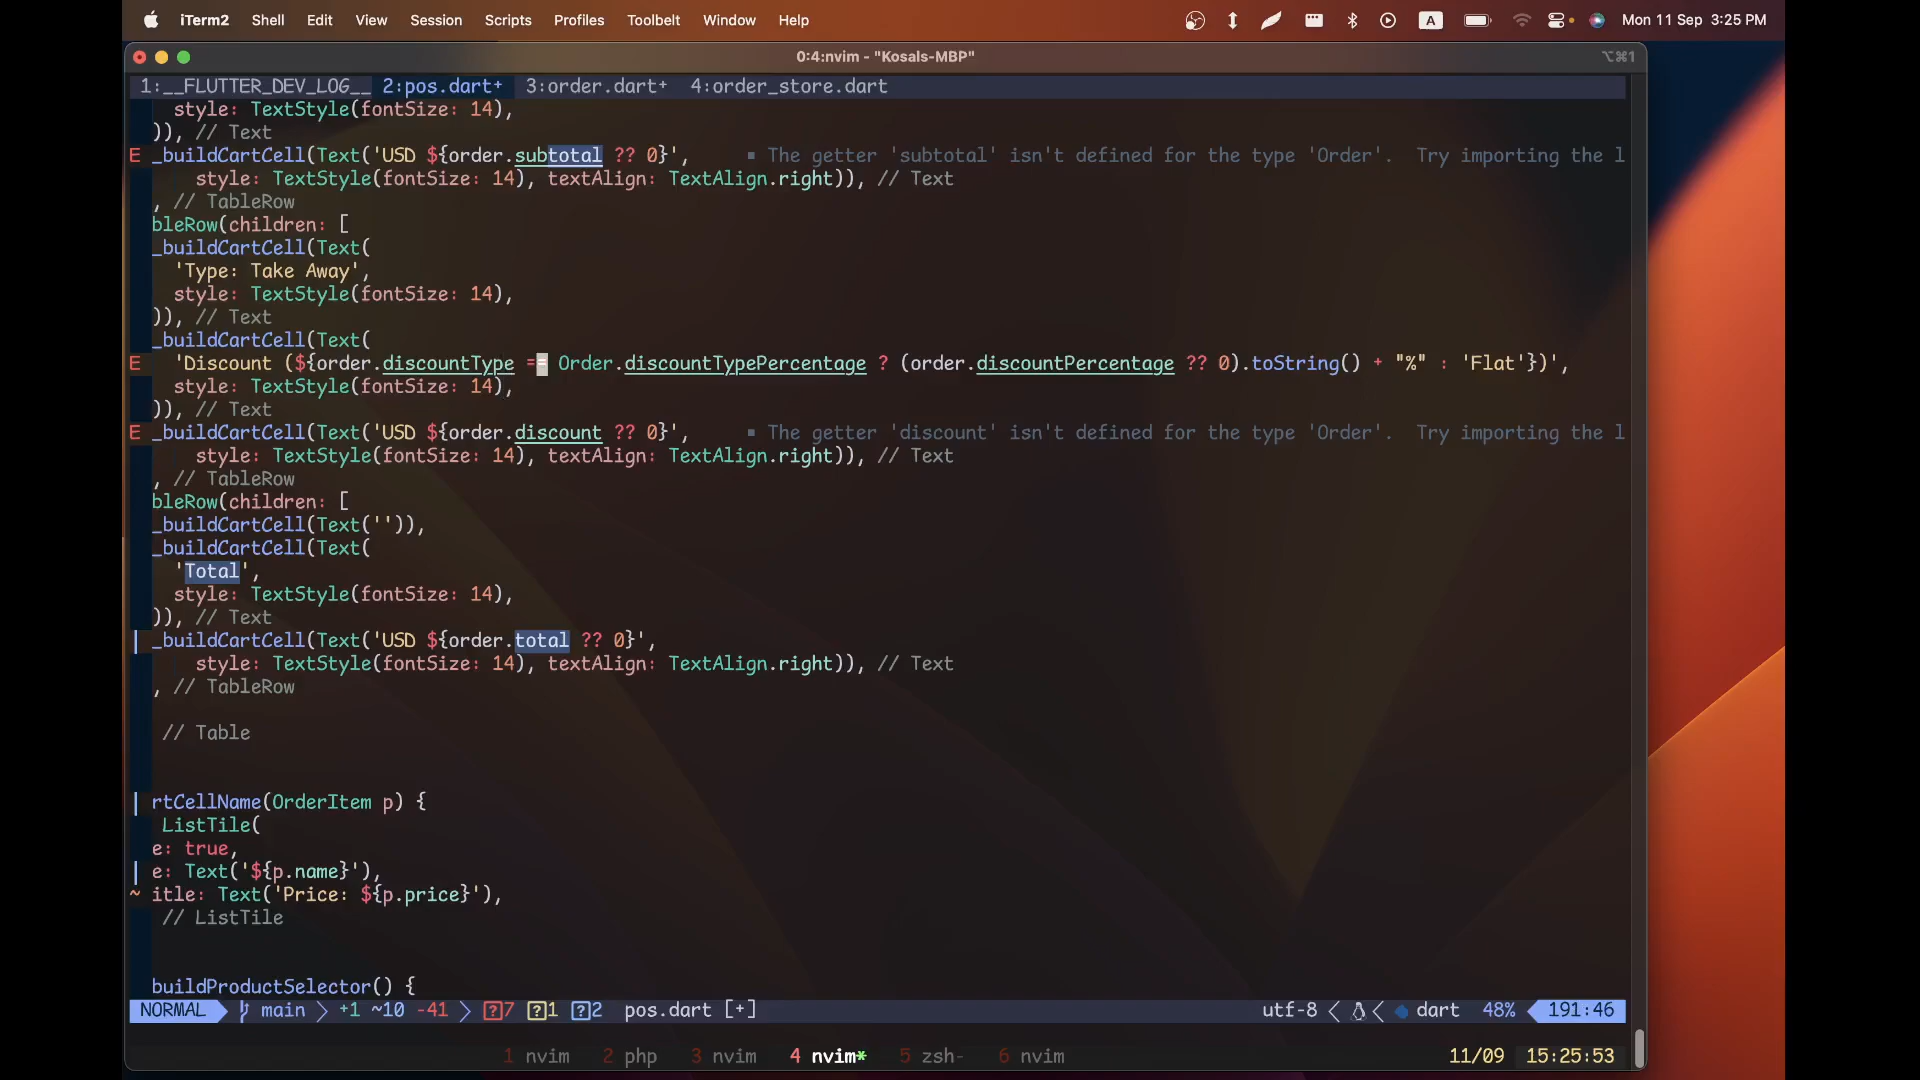 iTerm2 Shell Edit View Session Scripts Profiles Toolbelt Window Help A Mon 11 Sep 3:25 PM
0:4:nvim - "Kosals-MBP" ⌥⌘1
1:__FLUTTER_DEV_LOG__ 2:pos.dart+ 3:order.dart+ 4:order_store.dart
style: TextStyle(fontSize: 14),
)), // Text
E _buildCartCell(Text('USD ${order.subtotal ?? 0}', ▪ The getter 'subtotal' isn't defined for the type 'Order'. Try importing the l
style: TextStyle(fontSize: 14), textAlign: TextAlign.right)), // Text
, // TableRow
bleRow(children: [
_buildCartCell(Text(
'Type: Take Away',
style: TextStyle(fontSize: 14),
)), // Text
_buildCartCell(Text(
E 'Discount (${order.discountType == Order.discountTypePercentage ? (order.discountPercentage ?? 0).toString() + "%" : 'Flat'})',
style: TextStyle(fontSize: 14),
)), // Text
E _buildCartCell(Text('USD ${order.discount ?? 0}', ▪ The getter 'discount' isn't defined for the type 'Order'. Try importing the l
style: TextStyle(fontSize: 14), textAlign: TextAlign.right)), // Text
, // TableRow
bleRow(children: [
_buildCartCell(Text('')),
_buildCartCell(Text(
'Total',
style: TextStyle(fontSize: 14),
)), // Text
_buildCartCell(Text('USD ${order.total ?? 0}',
style: TextStyle(fontSize: 14), textAlign: TextAlign.right)), // Text
, // TableRow
// Table
rtCellName(OrderItem p) {
ListTile(
e: true,
e: Text('${p.name}'),
~ itle: Text('Price: ${p.price}'),
// ListTile
buildProductSelector() {
NORMAL main +1 ~10 -41 ?7 ?1 ?2 pos.dart [+] utf-8 dart 48% 191:46
1 nvim 2 php 3 nvim 4 nvim* 5 zsh- 6 nvim 11/09 15:25:53